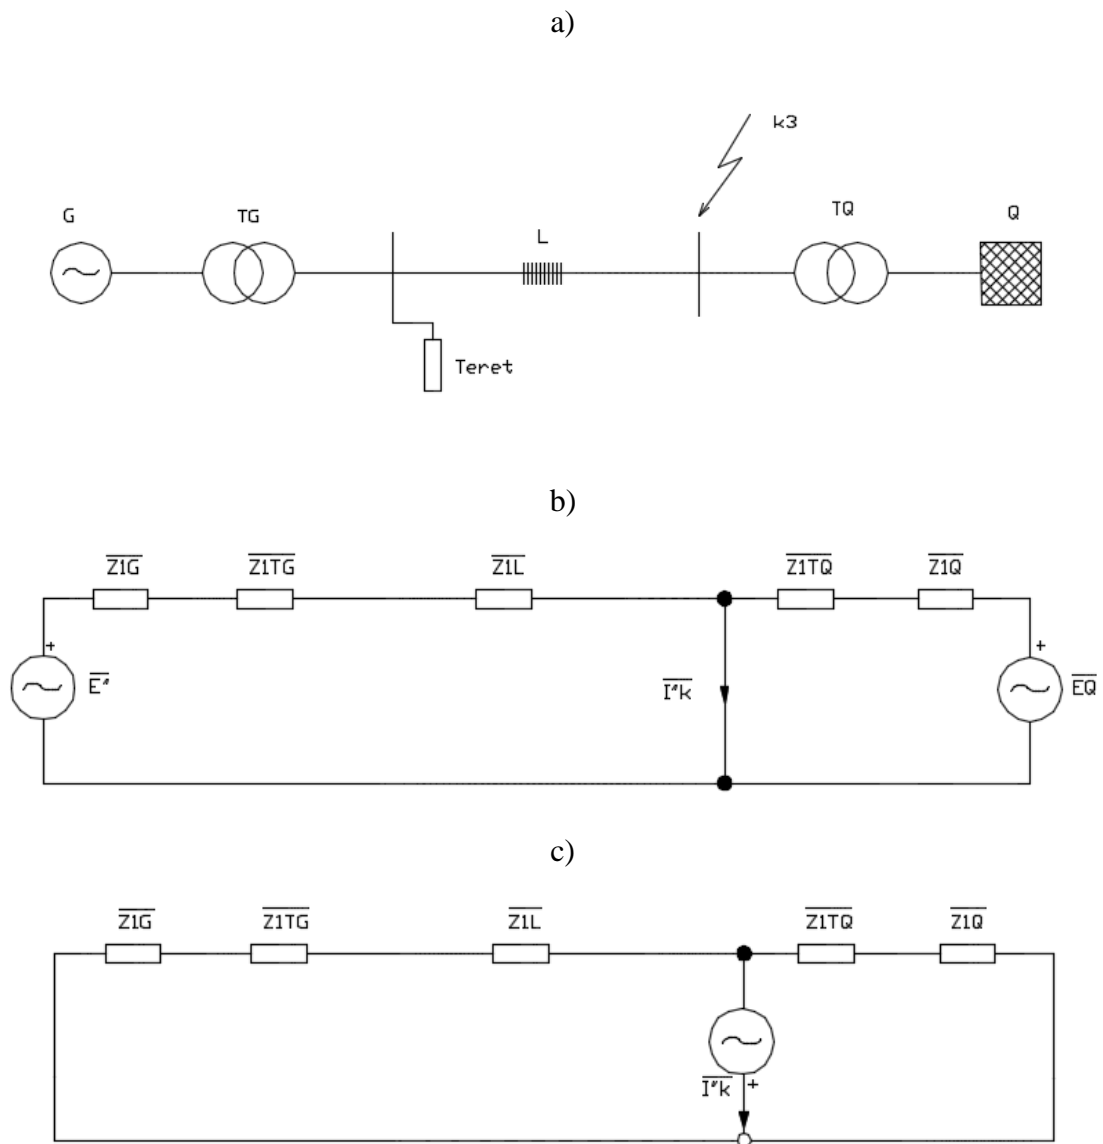 a)
k3
G TG L TQ Q
Teret
b)
Z1G Z1TG Z1L Z1TQ Z1Q
+ +
E" I"k EQ
c)
Z1G Z1TG Z1L Z1TQ Z1Q
I"k +